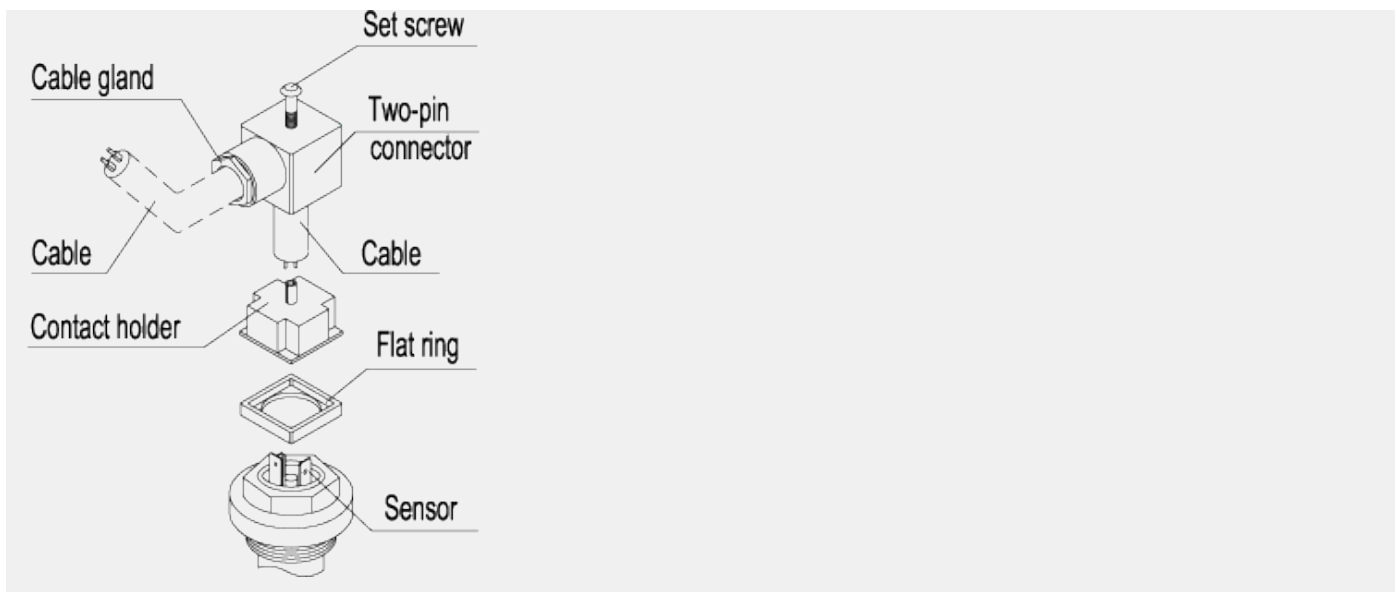 Set screw
Cable gland
Two-pin
connector
Cable
Cable
Contact holder
Flat ring
Sensor